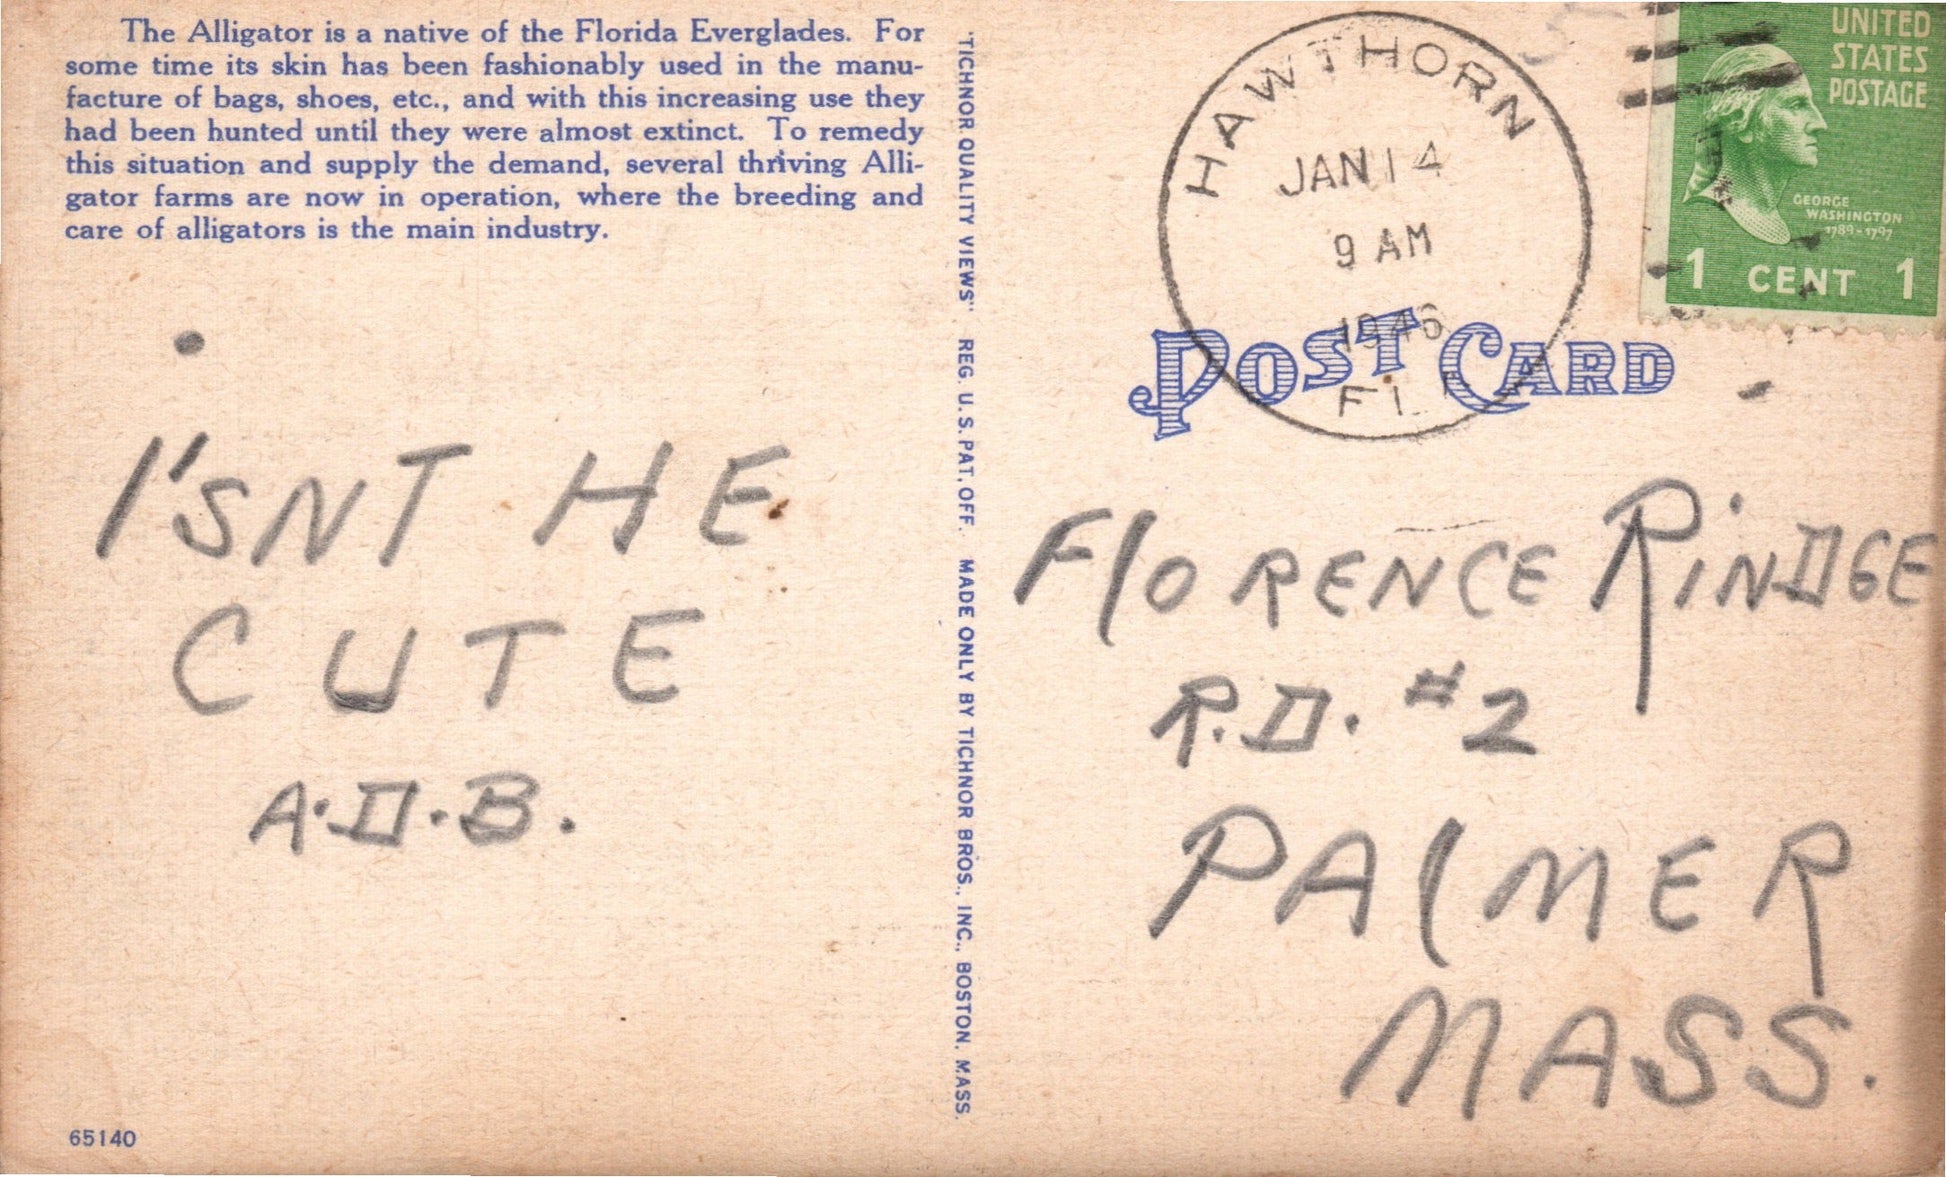 The Alligator is a native of the Florida Everglades. For
some time its skin has been fashionably used in the manu-
facture of bags, shoes, etc., and with this increasing use they
had been hunted until they were almost extinct. To remedy
this situation and supply the demand, several thriving Alli-
gator farms are now in operation, where the breeding and
care of alligators is the main industry.
I'SNT HE
CUTE
A.D.B.
65140
"TICHNOR QUALITY VIEWS" REG. U.S. PAT. OFF. MADE ONLY BY TICHNOR BROS., INC., BOSTON, MASS.
HAWTHORN
JAN 14
9 AM
1946
FL
UNITED
STATES
POSTAGE
GEORGE
WASHINGTON
1789-1797
1 CENT 1
POST CARD
FlORENCE RiNDGE
R.D. #2
PAlMER
MASS.